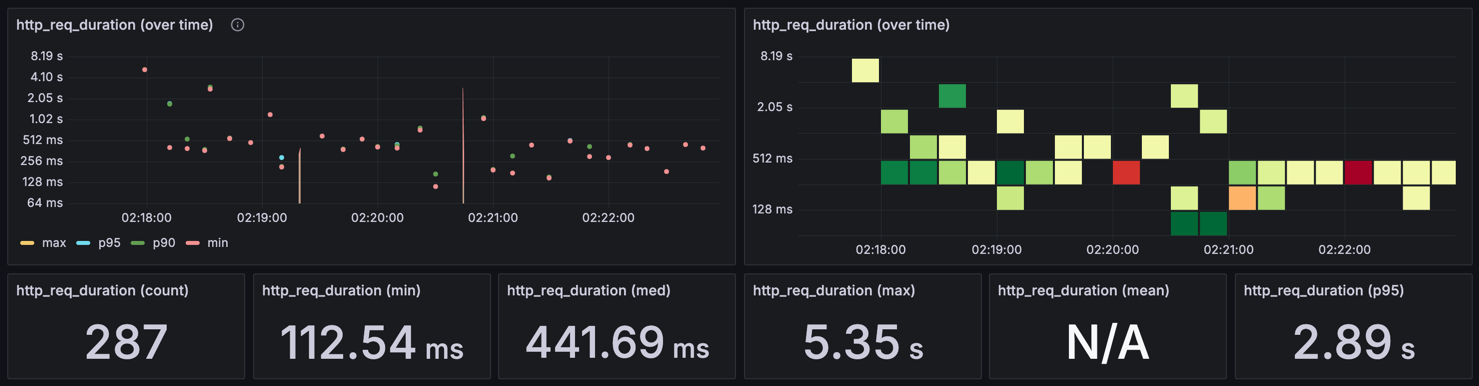 http_req_duration (over time)
8.19 s
4.10 s
2.05 s
1.02 s
512 ms
256 ms
128 ms
64 ms
02:18:00 02:19:00 02:20:00 02:21:00 02:22:00
max p95 p90 min
http_req_duration (over time)
8.19 s
2.05 s
512 ms
128 ms
02:18:00 02:19:00 02:20:00 02:21:00 02:22:00
http_req_duration (count)
287
http_req_duration (min)
112.54 ms
http_req_duration (med)
441.69 ms
http_req_duration (max)
5.35 s
http_req_duration (mean)
N/A
http_req_duration (p95)
2.89 s